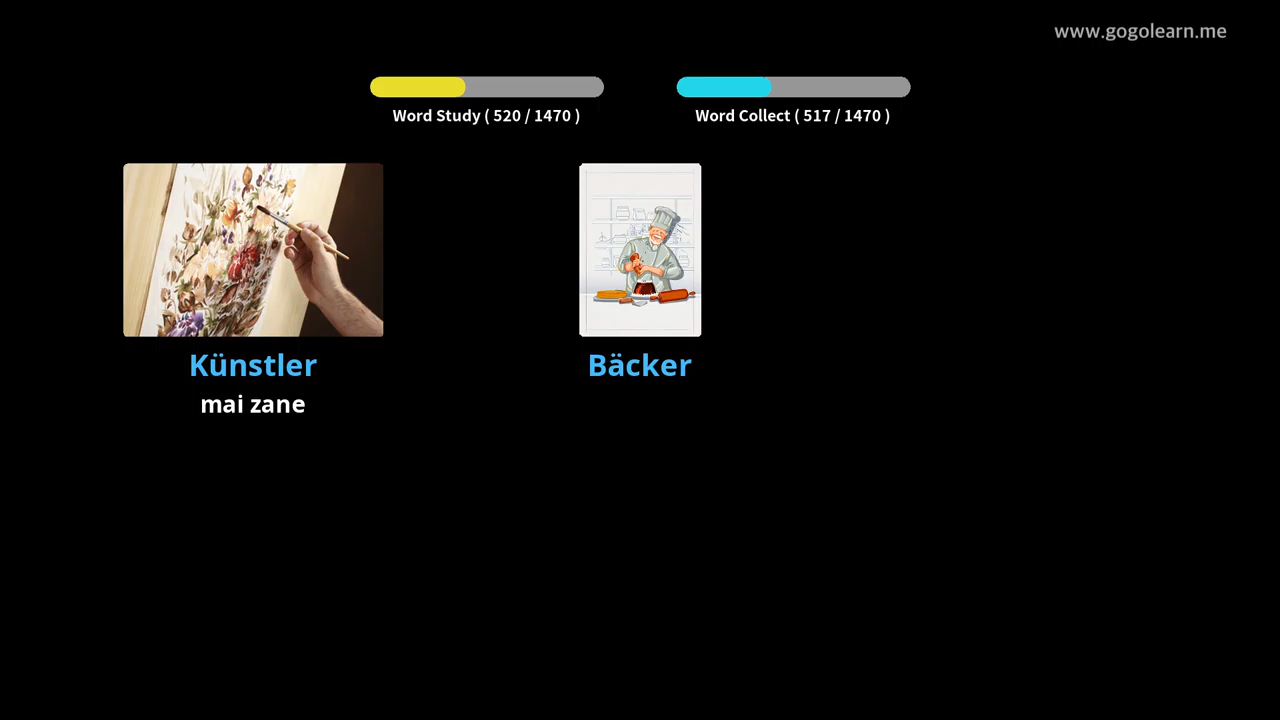 www.gogolearn.me
Word Study ( 520 / 1470 )
Word Collect ( 517 / 1470 )
Künstler
mai zane
Bäcker